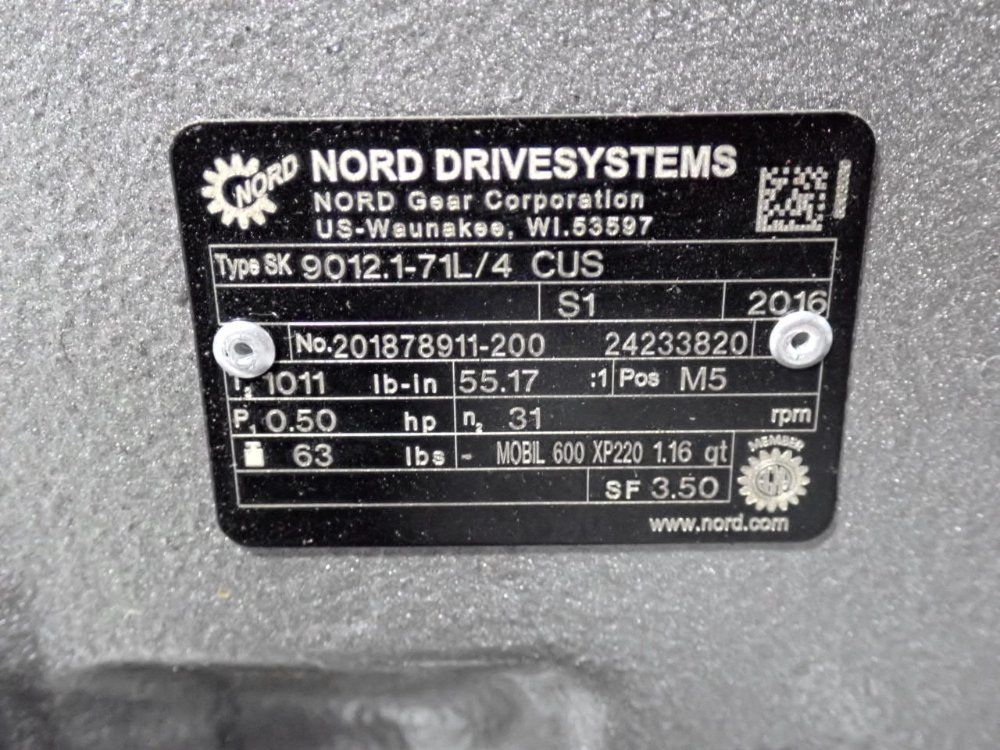 NORD NORD DRIVESYSTEMS
NORD Gear Corporation
US-Waunakee, WI.53597
Type SK 9012.1-71L/4 CUS
S1 2016
No.201878911-200 24233820
1011 lb-in 55.17 :1 Pos M5
P₁ 0.50 hp n₂ 31 rpm
63 lbs - MOBIL 600 XP220 1.16 qt
MEMBER
SF 3.50
www.nord.com